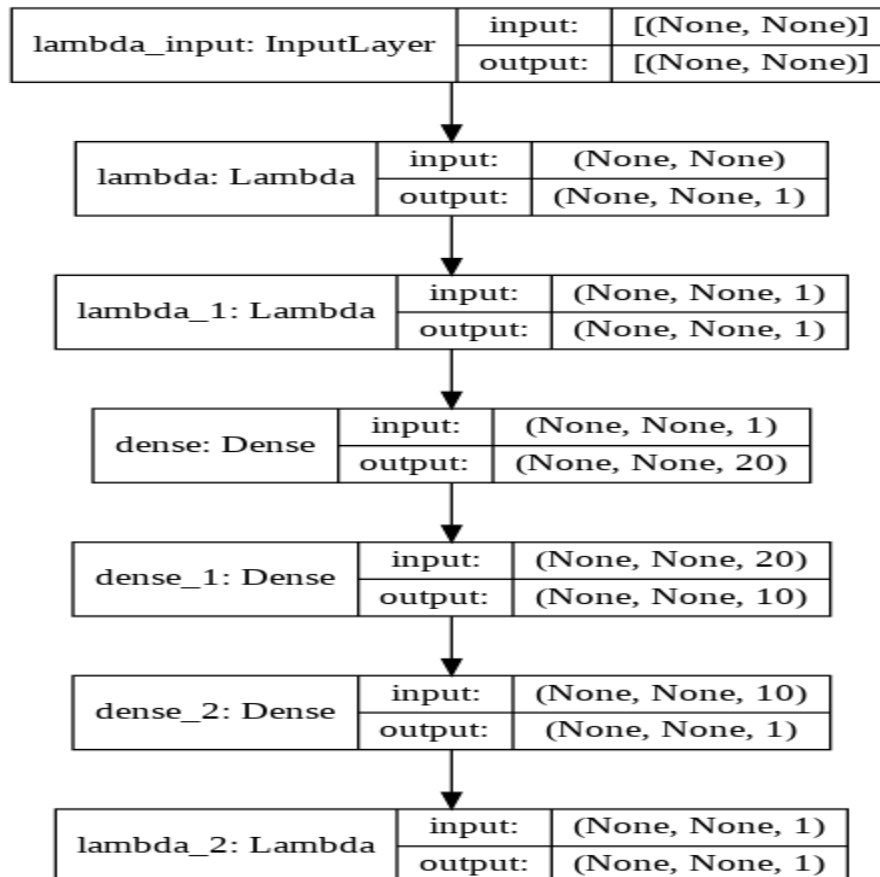 lambda_input: InputLayer input: [(None, None)]
output: [(None, None)]
lambda: Lambda input: (None, None)
output: (None, None, 1)
lambda_1: Lambda input: (None, None, 1)
output: (None, None, 1)
dense: Dense input: (None, None, 1)
output: (None, None, 20)
dense_1: Dense input: (None, None, 20)
output: (None, None, 10)
dense_2: Dense input: (None, None, 10)
output: (None, None, 1)
lambda_2: Lambda input: (None, None, 1)
output: (None, None, 1)